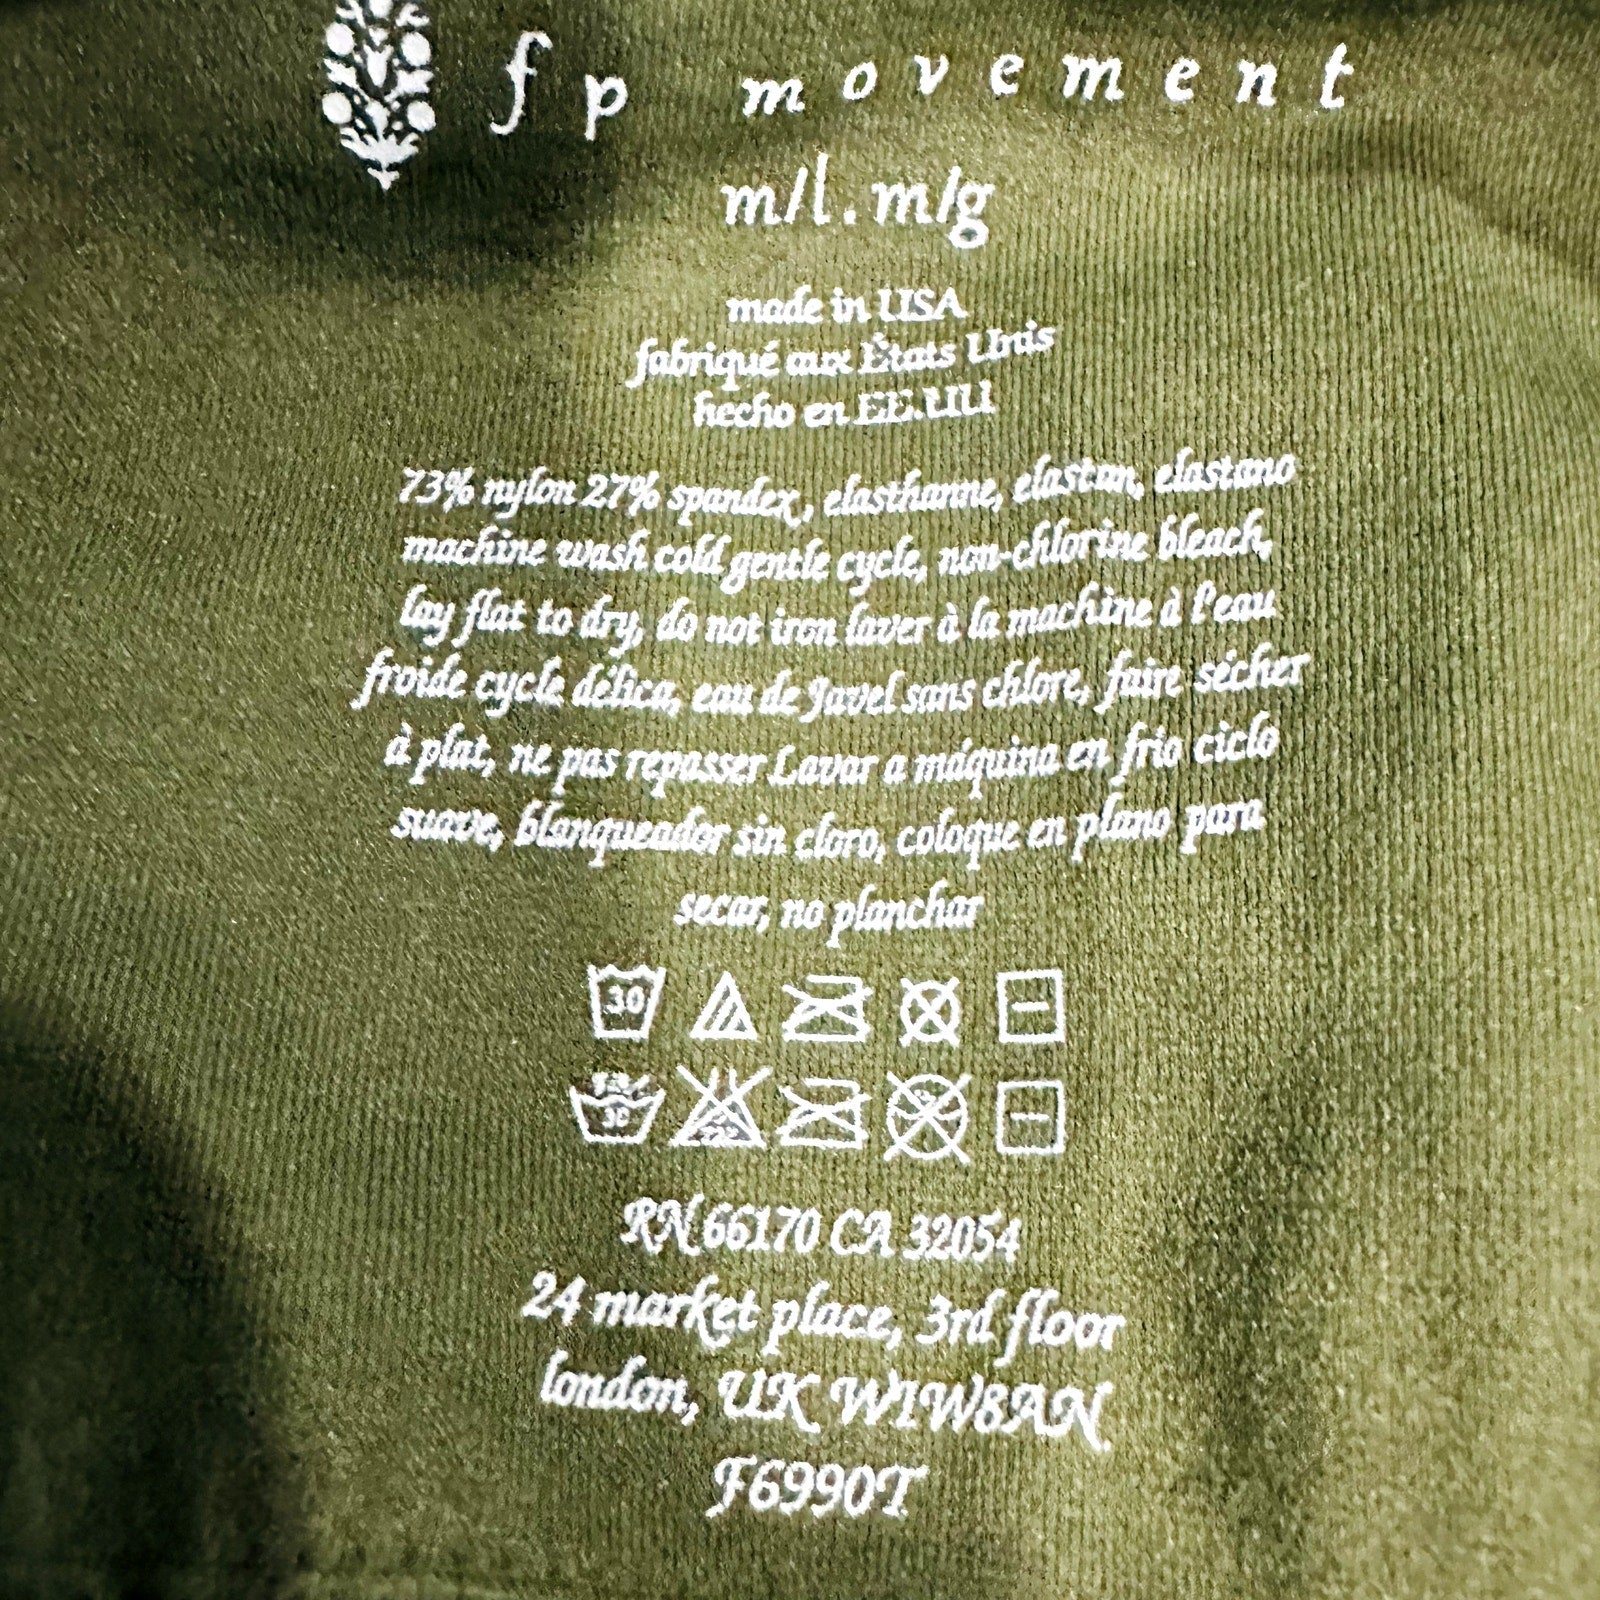 fp movement
m/l . m/g
made in USA
fabriqué aux États Unis
hecho en EE.UU
73% nylon 27% spandex, elasthanne, elastan, elastano
machine wash cold gentle cycle, non-chlorine bleach,
lay flat to dry, do not iron laver à la machine à l'eau
froide cycle délica, eau de Javel sans chlore, faire sécher
à plat, ne pas repasser Lavar a máquina en frio ciclo
suave, blanqueador sin cloro, coloque en plano para
secar, no planchar
30
30
RN 66170 CA 32054
24 market place, 3rd floor
london, UK W1W8AN
F6990T